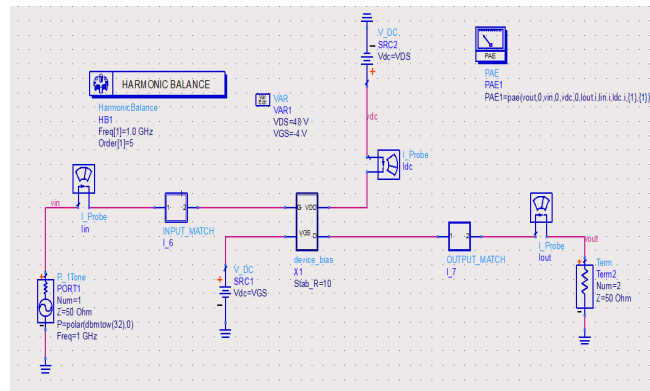 V_DC
SRC2
Vdc=VDS
PAE
PAE
PAE1
PAE1=pae(vout,0,vin,0,vdc,0,Iout.i,Iin.i,Idc.i,{1},{1})
HARMONIC BALANCE
HarmonicBalance
HB1
Freq[1]=1.0 GHz
Order[1]=5
Var
Eqn
VAR
VAR1
VDS=48 V
VGS=-4 V
vdc
I_Probe
Idc
vin
I_Probe
Iin
1 2
INPUT_MATCH
I_6
G VDD
VGS D
device_bias
X1
Stab_R=10
1 2
OUTPUT_MATCH
I_7
I_Probe
Iout
vout
V_DC
SRC1
Vdc=VGS
P_1Tone
PORT1
Num=1
Z=50 Ohm
P=polar(dbmtow(32),0)
Freq=1 GHz
Term
Term2
Num=2
Z=50 Ohm